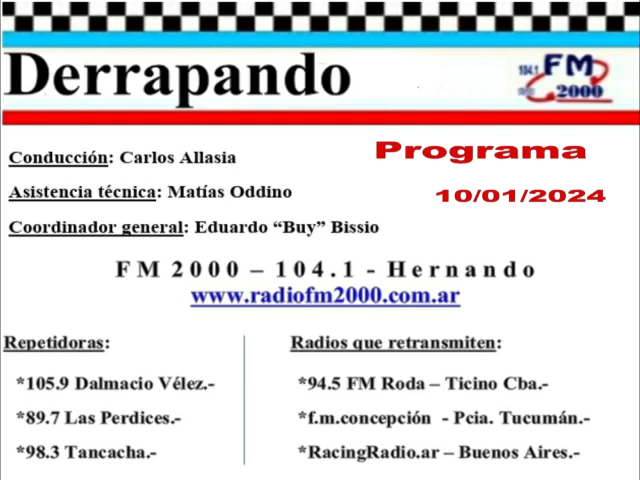 Derrapando
104.1 FM
2000
Programa
Conducción: Carlos Allasia
10/01/2024
Asistencia técnica: Matías Oddino
Coordinador general: Eduardo “Buy” Bissio
FM 2000 – 104.1 - Hernando
www.radiofm2000.com.ar
Repetidoras:
*105.9 Dalmacio Vélez.-
*89.7 Las Perdices.-
*98.3 Tancacha.-
Radios que retransmiten:
*94.5 FM Roda – Ticino Cba.-
*f.m.concepción - Pcia. Tucumán.-
*RacingRadio.ar – Buenos Aires.-